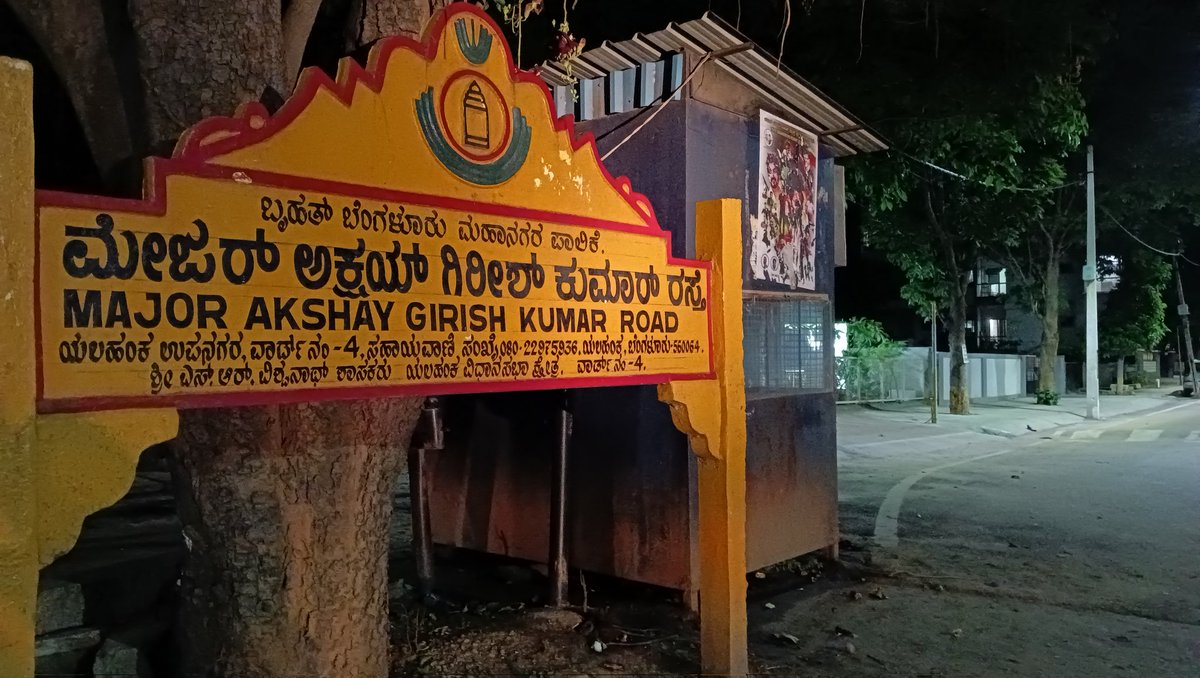 ಬೃಹತ್ ಬೆಂಗಳೂರು ಮಹಾನಗರ ಪಾಲಿಕೆ.
ಮೇಜರ್ ಅಕ್ಷಯ್ ಗಿರೀಶ್ ಕುಮಾರ್ ರಸ್ತೆ
MAJOR AKSHAY GIRISH KUMAR ROAD
ಯಲಹಂಕ ಉಪನಗರ, ವಾರ್ಡ್ ನಂ -4, ಸಹಾಯವಾಣಿ ಸಂಖ್ಯೆ, 080-22975936, ಯಲಹಂಕ, ಬೆಂಗಳೂರು-560064.
ಶ್ರೀ ಎಸ್.ಆರ್. ವಿಶ್ವನಾಥ್ ಶಾಸಕರು ಯಲಹಂಕ ವಿಧಾನಸಭಾ ಕ್ಷೇತ್ರ. ವಾರ್ಡ್ ನಂ -4.